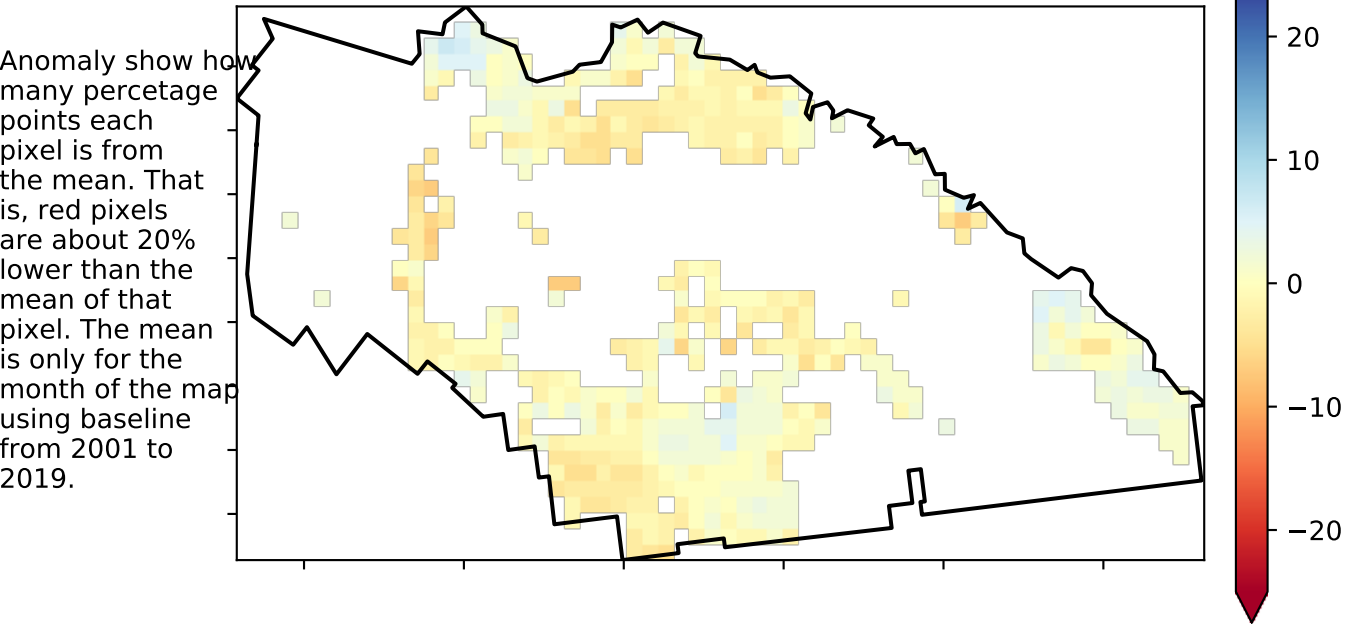 Anomaly show how
many percetage
points each
pixel is from
the mean. That
is, red pixels
are about 20%
lower than the
mean of that
pixel. The mean
is only for the
month of the map
using baseline
from 2001 to
2019.
20
10
0
−10
−20